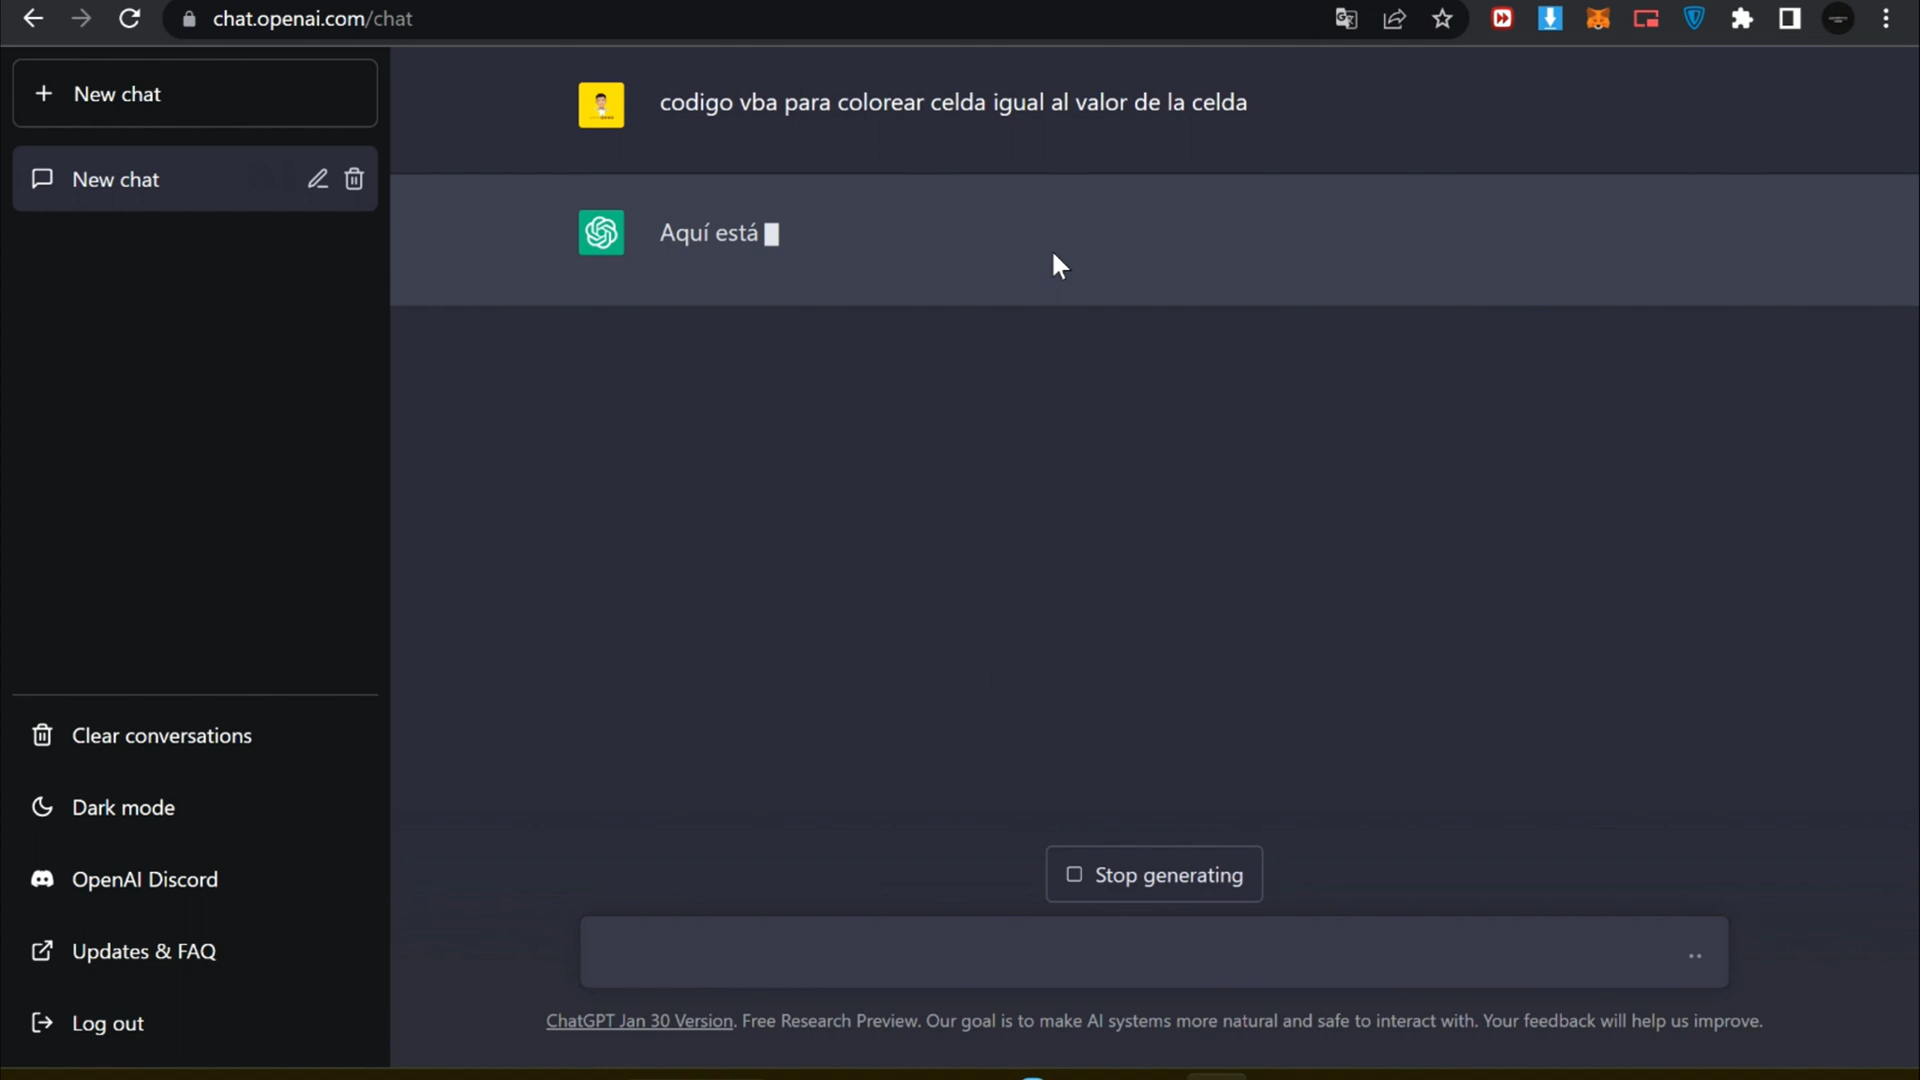 chat.openai.com/chat
New chat
New chat
codigo vba para colorear celda igual al valor de la celda
Aquí está
Clear conversations
Dark mode
OpenAI Discord
Updates & FAQ
Log out
Stop generating
ChatGPT Jan 30 Version. Free Research Preview. Our goal is to make AI systems more natural and safe to interact with. Your feedback will help us improve.